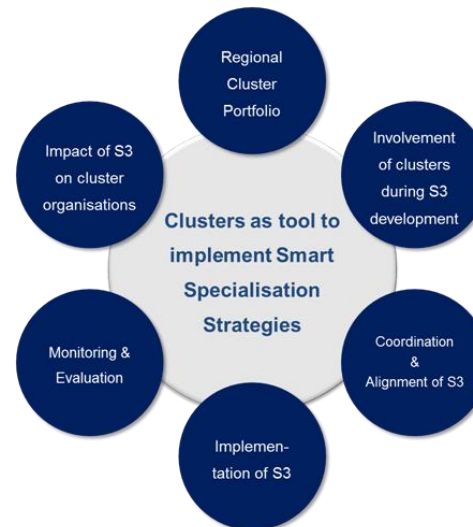 Regional
Cluster
Portfolio
Involvement
of clusters
during S3
development
Coordination
&
Alignment of S3
Implemen-
tation of S3
Monitoring &
Evaluation
Impact of S3
on cluster
organisations
Clusters as tool to
implement Smart
Specialisation
Strategies